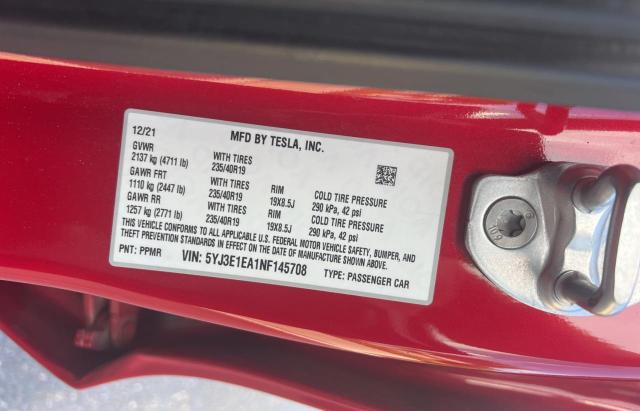 12/21 MFD BY TESLA, INC.
GVWR WITH TIRES
2137 kg (4711 lb) 235/40R19
GAWR FRT WITH TIRES RIM COLD TIRE PRESSURE
1110 kg (2447 lb) 235/40R19 19X8.5J 290 kPa, 42 psi
GAWR RR WITH TIRES RIM COLD TIRE PRESSURE
1257 kg (2771 lb) 235/40R19 19X8.5J 290 kPa, 42 psi
THIS VEHICLE CONFORMS TO ALL APPLICABLE U.S. FEDERAL MOTOR VEHICLE SAFETY, BUMPER, AND
THEFT PREVENTION STANDARDS IN EFFECT ON THE DATE OF MANUFACTURE SHOWN ABOVE.
PNT: PPMR VIN: 5YJ3E1EA1NF145708 TYPE: PASSENGER CAR